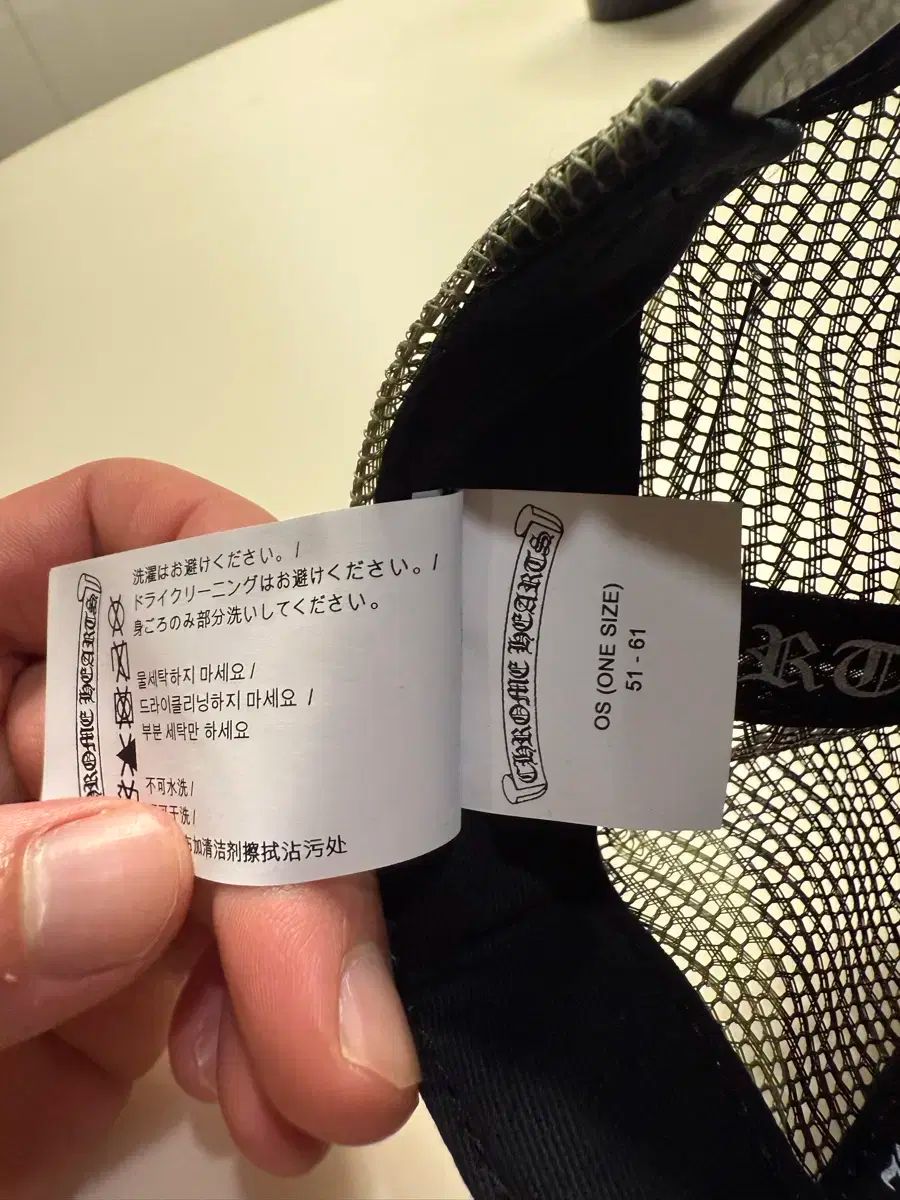 洗濯はお避けください。/
ドライクリーニングはお避けください。/
身ごろのみ部分洗いしてください。
물세탁하지 마세요 /
드라이클리닝하지 마세요 /
부분 세탁만 하세요
不可水洗 /
干洗 /
加清洁剂擦拭沾污处
CHROME HEARTS
OS (ONE SIZE)
51 - 61